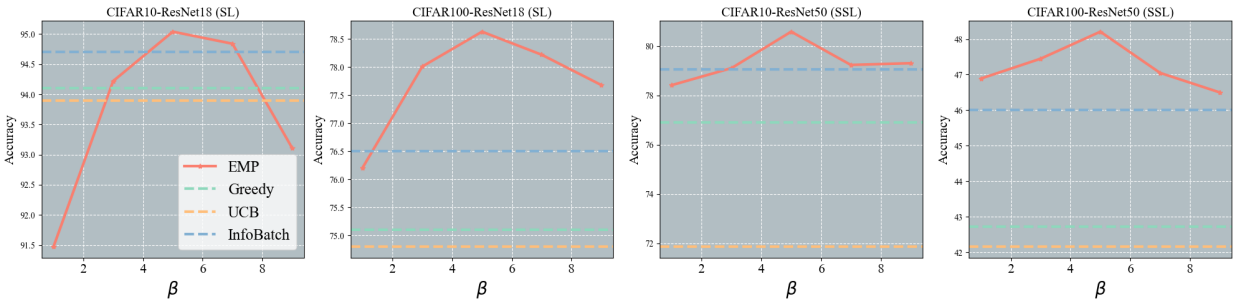 CIFAR10-ResNet18 (SL)
Accuracy
95.0
94.5
94.0
93.5
93.0
92.5
92.0
91.5
2
4
6
8
β
EMP
Greedy
UCB
InfoBatch
CIFAR100-ResNet18 (SL)
Accuracy
78.5
78.0
77.5
77.0
76.5
76.0
75.5
75.0
2
4
6
8
β
CIFAR10-ResNet50 (SSL)
Accuracy
80
78
76
74
72
2
4
6
8
β
CIFAR100-ResNet50 (SSL)
Accuracy
48
47
46
45
44
43
42
2
4
6
8
β